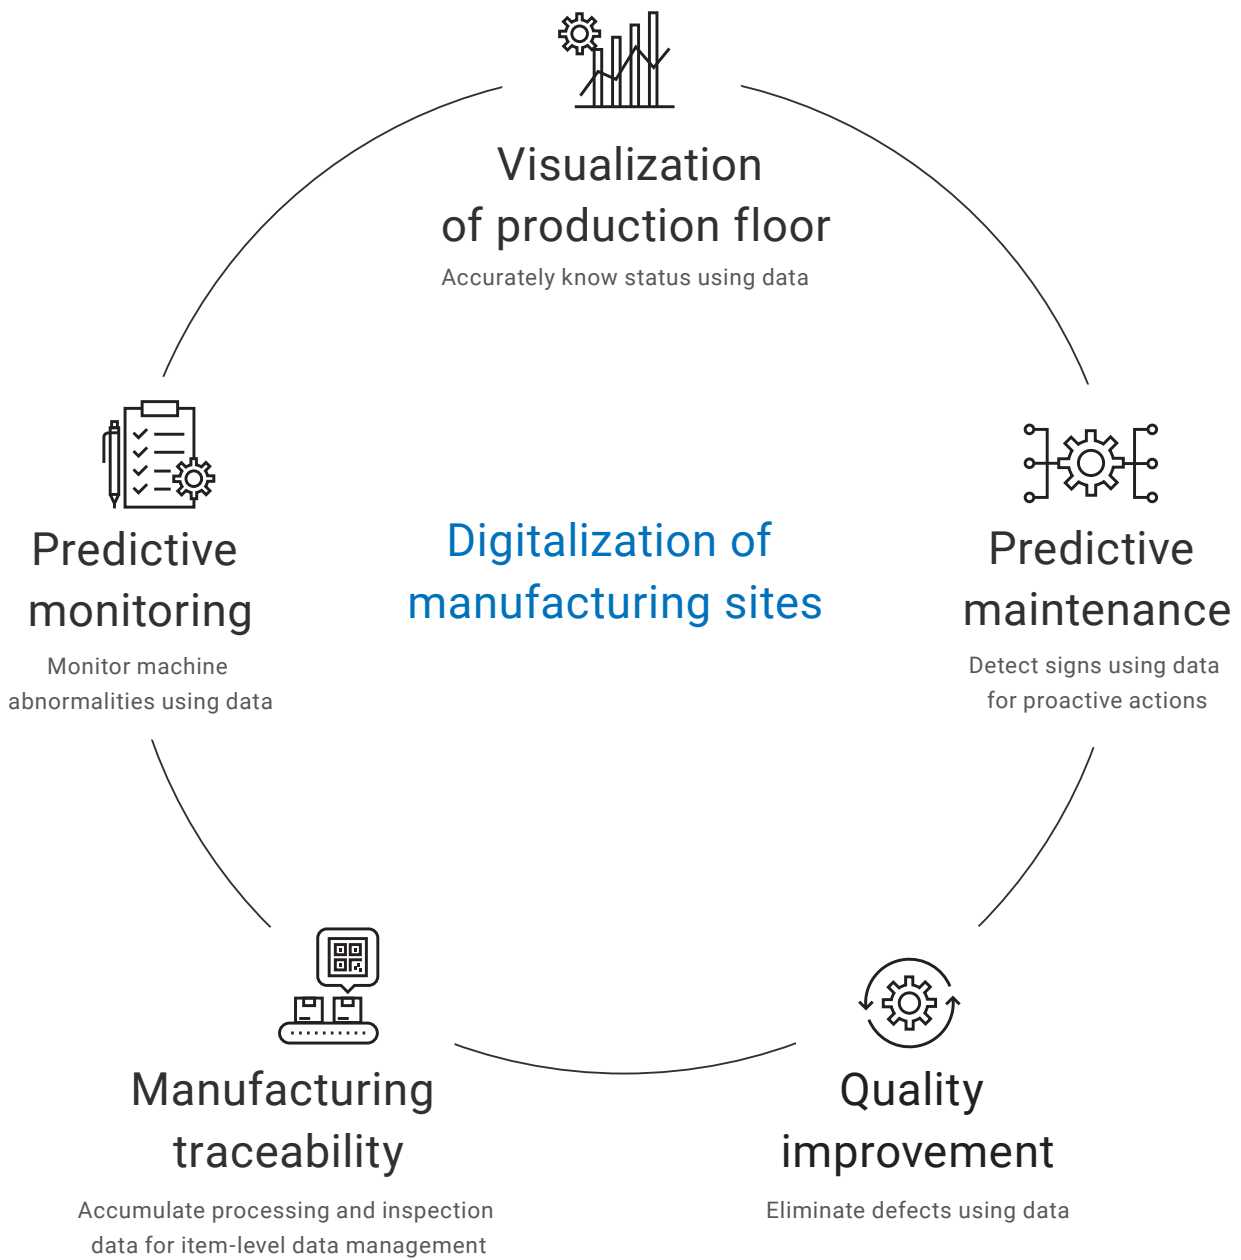 Visualization
of production floor
Accurately know status using data
Predictive
monitoring
Monitor machine
abnormalities using data
Digitalization of
manufacturing sites
Predictive
maintenance
Detect signs using data
for proactive actions
Manufacturing
traceability
Accumulate processing and inspection
data for item-level data management
Quality
improvement
Eliminate defects using data